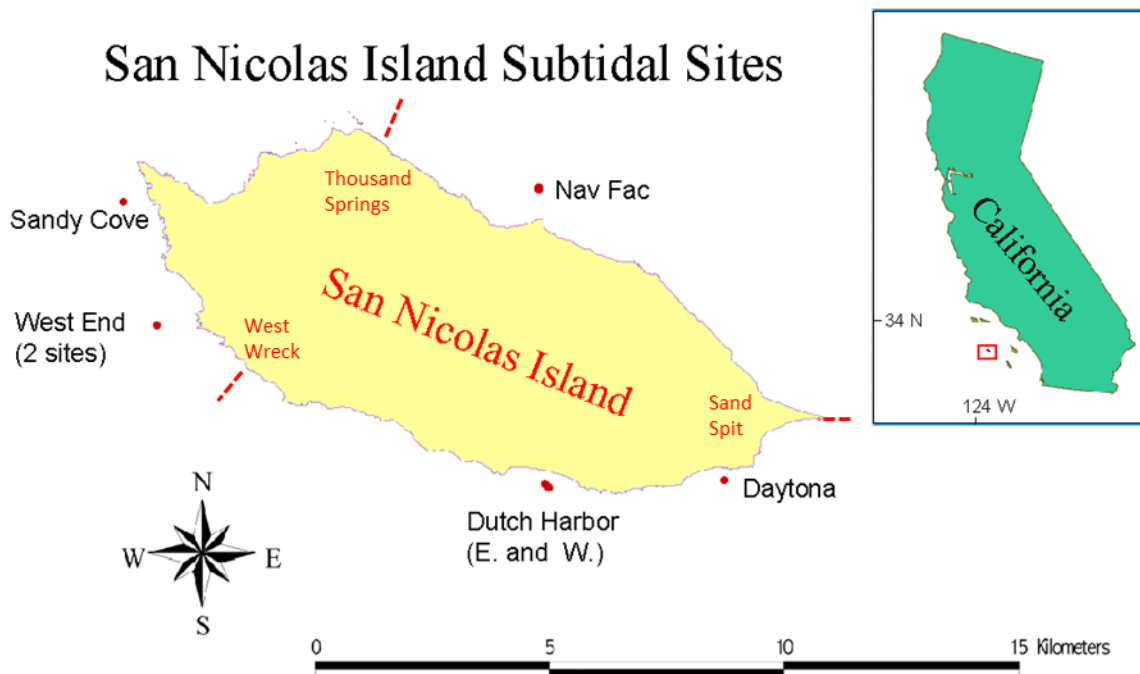 San Nicolas Island Subtidal Sites
Thousand
Springs
Nav Fac
Sandy Cove
San Nicolas Island
West End
(2 sites)
West
Wreck
Sand
Spit
Daytona
Dutch Harbor
(E. and W.)
N
W
E
S
0
5
10
15 Kilometers
California
34 N
124 W